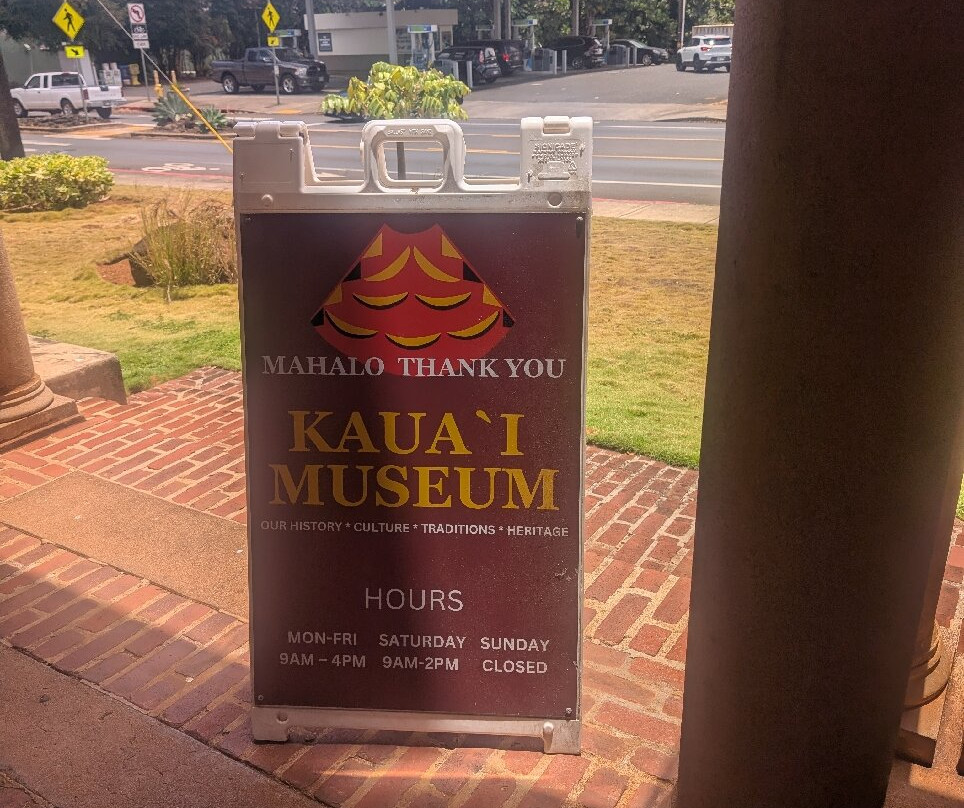 MAHALO THANK YOU
KAUA`I
MUSEUM
OUR HISTORY * CULTURE * TRADITIONS * HERITAGE
HOURS
MON-FRI SATURDAY SUNDAY
9AM – 4PM 9AM-2PM CLOSED